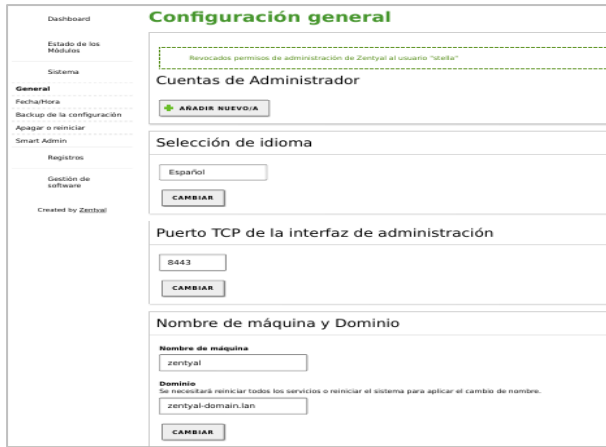 Dashboard
Estado de los
Módulos
Sistema
General
Fecha/Hora
Backup de la configuración
Apagar o reiniciar
Smart Admin
Registros
Gestión de
software
Created by Zentyal
Configuración general
Revocados permisos de administración de Zentyal al usuario "stella"
Cuentas de Administrador
AÑADIR NUEVO/A
Selección de idioma
Español
CAMBIAR
Puerto TCP de la interfaz de administración
8443
CAMBIAR
Nombre de máquina y Dominio
Nombre de máquina
zentyal
Dominio
Se necesitará reiniciar todos los servicios o reiniciar el sistema para aplicar el cambio de nombre.
zentyal-domain.lan
CAMBIAR